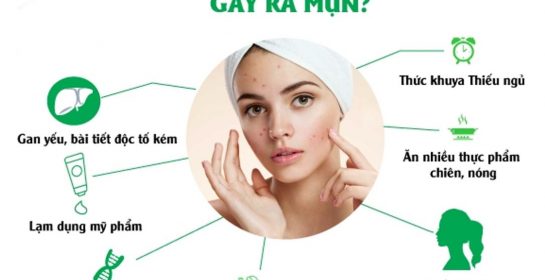 GÂY RA MỤN?
Thức khuya Thiếu ngủ
Gan yếu, bài tiết độc tố kém
Ăn nhiều thực phẩm
chiên, nóng
Lạm dụng mỹ phẩm